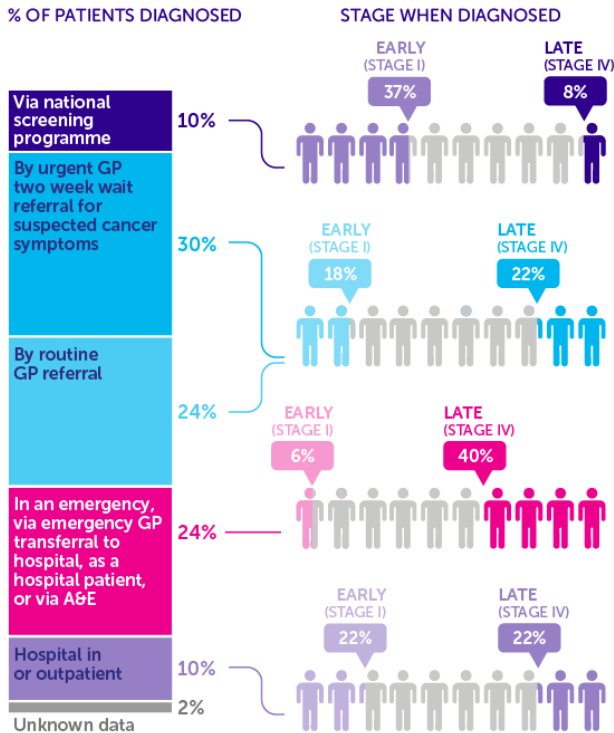 % OF PATIENTS DIAGNOSED
STAGE WHEN DIAGNOSED
Via national
screening
programme
10%
EARLY
(STAGE I)
37%
LATE
(STAGE IV)
8%
By urgent GP
two week wait
referral for
suspected cancer
symptoms
30%
By routine
GP referral
24%
EARLY
(STAGE I)
18%
LATE
(STAGE IV)
22%
In an emergency,
via emergency GP
transferral to
hospital, as a
hospital patient,
or via A&E
24%
EARLY
(STAGE I)
6%
LATE
(STAGE IV)
40%
Hospital in
or outpatient
10%
EARLY
(STAGE I)
22%
LATE
(STAGE IV)
22%
2%
Unknown data